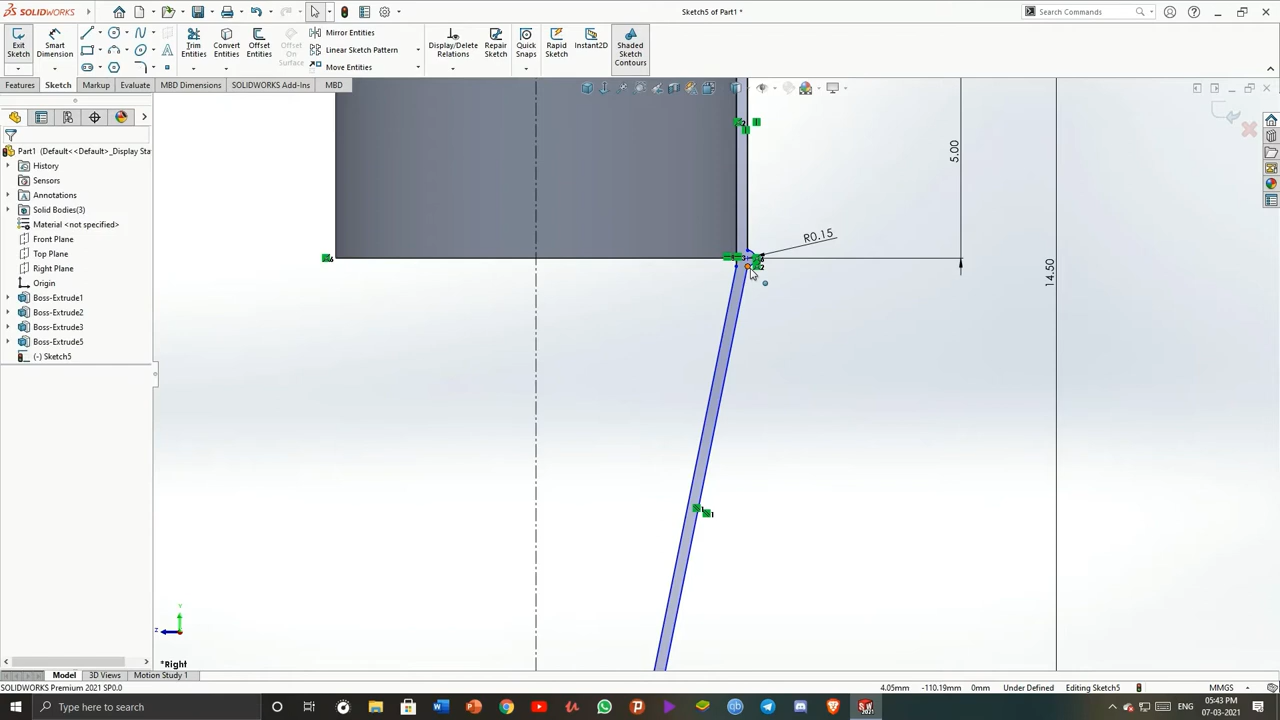 SOLIDWORKS
Sketch5 of Part1 *
Search Commands
Exit Sketch
Smart Dimension
Trim Entities
Convert Entities
Offset Entities
Offset On Surface
Mirror Entities
Linear Sketch Pattern
Move Entities
Display/Delete Relations
Repair Sketch
Quick Snaps
Rapid Sketch
Instant2D
Shaded Sketch Contours
Features
Sketch
Markup
Evaluate
MBD Dimensions
SOLIDWORKS Add-Ins
MBD
Part1 (Default<<Default>_Display Sta
History
Sensors
Annotations
Solid Bodies(3)
Material <not specified>
Front Plane
Top Plane
Right Plane
Origin
Boss-Extrude1
Boss-Extrude2
Boss-Extrude3
Boss-Extrude5
(-) Sketch5
5.00
R0.15
14.50
Y
Z
*Right
Model
3D Views
Motion Study 1
SOLIDWORKS Premium 2021 SP0.0
4.05mm
-110.19mm
0mm
Under Defined
Editing Sketch5
MMGS
Type here to search
ENG
05:43 PM
07-03-2021